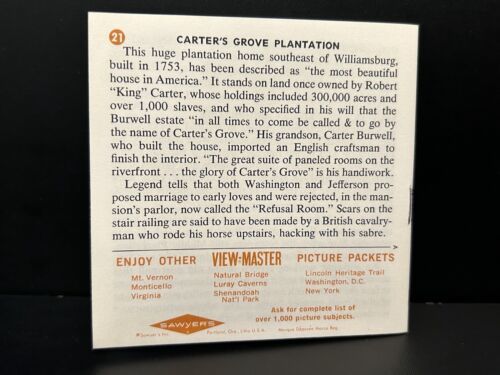 21
CARTER'S GROVE PLANTATION
This huge plantation home southeast of Williamsburg,
built in 1753, has been described as "the most beautiful
house in America." It stands on land once owned by Robert
"King" Carter, whose holdings included 300,000 acres and
over 1,000 slaves, and who specified in his will that the
Burwell estate "in all times to come be called & to go by
the name of Carter's Grove." His grandson, Carter Burwell,
who built the house, imported an English craftsman to
finish the interior. "The great suite of paneled rooms on the
riverfront . . . the glory of Carter's Grove" is his handiwork.
Legend tells that both Washington and Jefferson pro-
posed marriage to early loves and were rejected, in the man-
sion's parlor, now called the "Refusal Room." Scars on the
stair railing are said to have been made by a British cavalry-
man who rode his horse upstairs, hacking with his sabre.
>
ENJOY OTHER VIEW-MASTER PICTURE PACKETS
Mt. Vernon Natural Bridge Lincoln Heritage Trail
Monticello Luray Caverns Washington, D.C.
Virginia Shenandoah New York
Nat'l Park
Ask for complete list of
over 1,000 picture subjects.
SAWYER'S
Sawyer's Inc. Portland, Ore., Litho U.S.A. Marque Déposée Marca Reg.